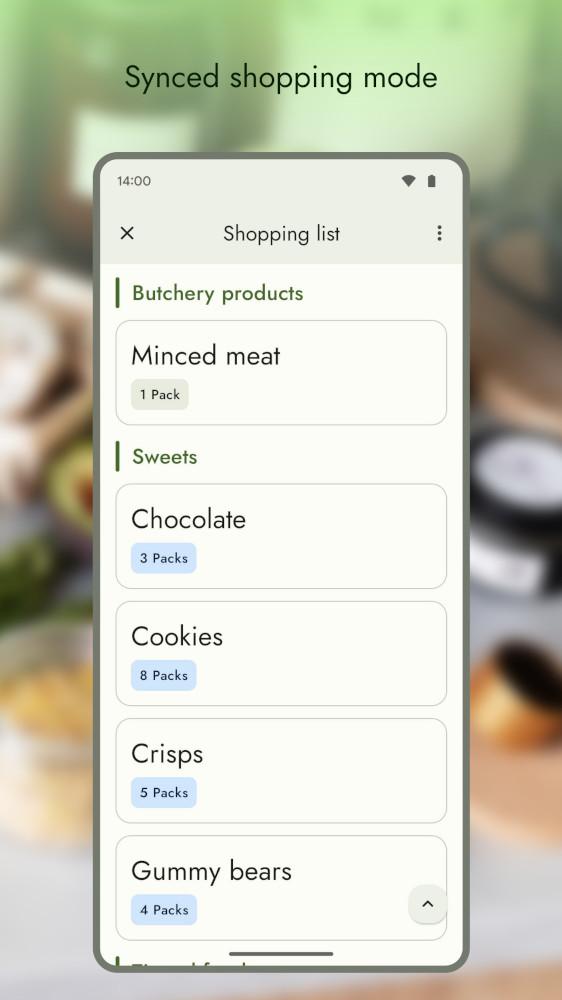 Synced shopping mode
14:00
Shopping list
Butchery products
Minced meat
1 Pack
Sweets
Chocolate
3 Packs
Cookies
8 Packs
Crisps
5 Packs
Gummy bears
4 Packs